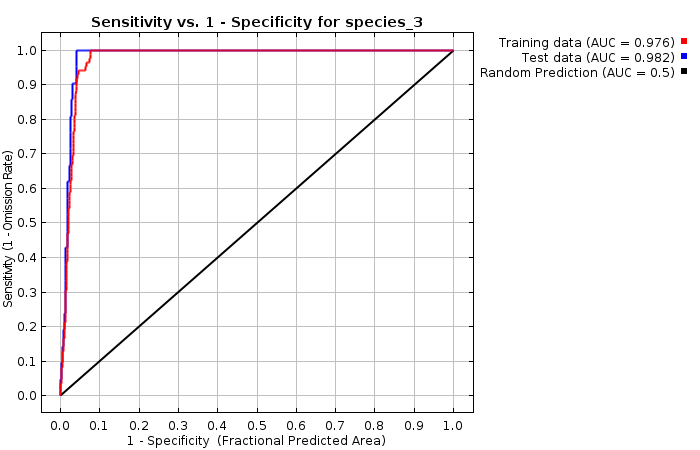 Sensitivity vs. 1 - Specificity for species_3
Training data (AUC = 0.976)
Test data (AUC = 0.982)
Random Prediction (AUC = 0.5)
Sensitivity (1 - Omission Rate)
1.0
0.9
0.8
0.7
0.6
0.5
0.4
0.3
0.2
0.1
0.0
0.0 0.1 0.2 0.3 0.4 0.5 0.6 0.7 0.8 0.9 1.0
1 - Specificity (Fractional Predicted Area)